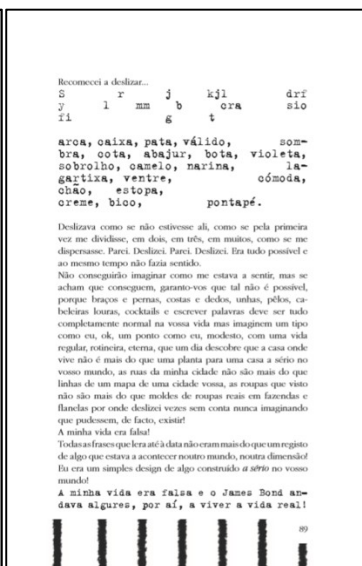 Recomecei a deslizar...
S r j kjl drf
y l mm b cra sio
fi g t
arca, caixa, pata, válido, som-
bra, cota, abajur, bota, violeta,
sobrolho, camelo, narina, la-
gartixa, ventre, cómoda,
chão, estopa,
creme, bico, pontapé.
Deslizava como se não estivesse ali, como se pela primeira
vez me dividisse, em dois, em três, em muitos, como se me
dispersasse. Parei. Deslizei. Parei. Deslizei. Era tudo possível e
ao mesmo tempo não fazia sentido.
Não conseguirão imaginar como me estava a sentir, mas se
acham que conseguem, garanto-vos que tal não é possível,
porque braços e pernas, costas e dedos, unhas, pêlos, ca-
beleiras louras, cocktails e escrever palavras deve ser tudo
completamente normal na vossa vida mas imaginem um tipo
como eu, ok, um ponto como eu, modesto, com uma vida
regular, rotineira, eterna, que um dia descobre que a casa onde
vive não é mais do que uma planta para uma casa a sério no
vosso mundo, as ruas da minha cidade não são mais do que
linhas de um mapa de uma cidade vossa, as roupas que visto
não são mais do que moldes de roupas reais em fazendas e
flanelas por onde deslizei vezes sem conta nunca imaginando
que pudessem, de facto, existir!
A minha vida era falsa!
Todas as frases que lera até à data não eram mais do que um registo
de algo que estava a acontecer noutro mundo, noutra dimensão!
Eu era um simples design de algo construído a sério no vosso
mundo!
A minha vida era falsa e o James Bond an-
dava algures, por aí, a viver a vida real!
89